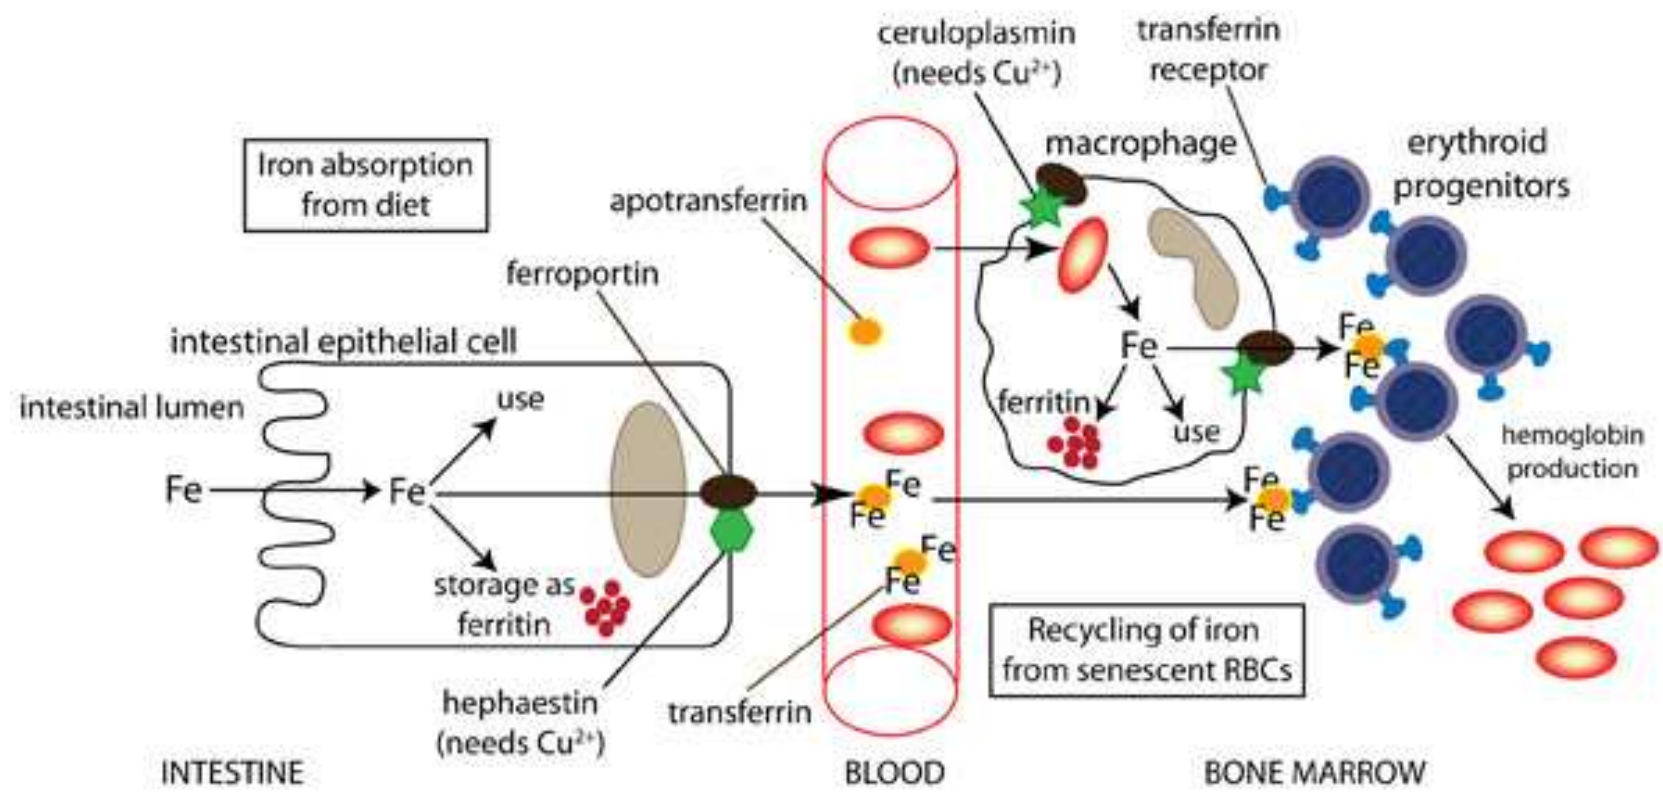 ceruloplasmin
(needs Cu²⁺)
transferrin
receptor
macrophage
erythroid
progenitors
Iron absorption
from diet
apotransferrin
ferroportin
intestinal epithelial cell
intestinal lumen
use
Fe
Fe
storage as
ferritin
hephaestin
(needs Cu²⁺)
transferrin
Fe
Fe
Fe
Fe
Fe
ferritin
use
Fe
Fe
Fe
Fe
hemoglobin
production
Recycling of iron
from senescent RBCs
INTESTINE
BLOOD
BONE MARROW